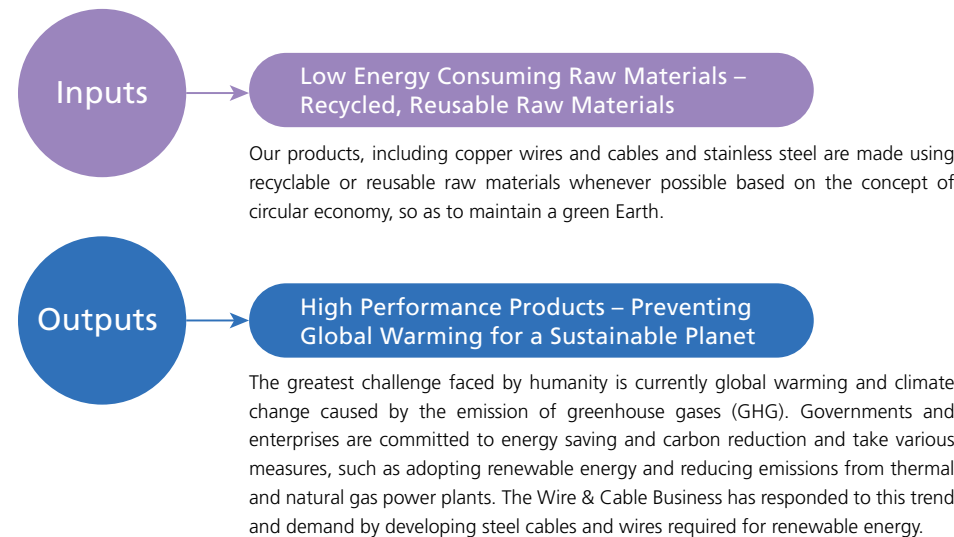 Inputs
Low Energy Consuming Raw Materials –
Recycled, Reusable Raw Materials
Our products, including copper wires and cables and stainless steel are made using
recyclable or reusable raw materials whenever possible based on the concept of
circular economy, so as to maintain a green Earth.
Outputs
High Performance Products – Preventing
Global Warming for a Sustainable Planet
The greatest challenge faced by humanity is currently global warming and climate
change caused by the emission of greenhouse gases (GHG). Governments and
enterprises are committed to energy saving and carbon reduction and take various
measures, such as adopting renewable energy and reducing emissions from thermal
and natural gas power plants. The Wire & Cable Business has responded to this trend
and demand by developing steel cables and wires required for renewable energy.